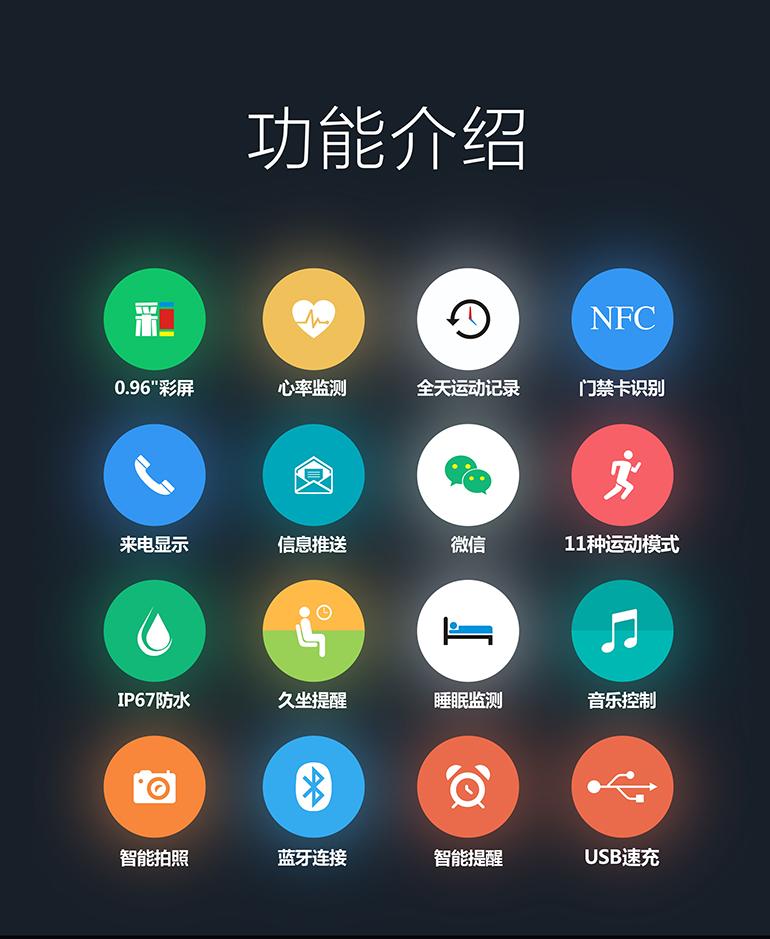 功能介绍
NFC
0.96"彩屏
心率监测
全天运动记录
门禁卡识别
来电显示
信息推送
微信
11种运动模式
IP67防水
久坐提醒
睡眠监测
音乐控制
智能拍照
蓝牙连接
智能提醒
USB速充